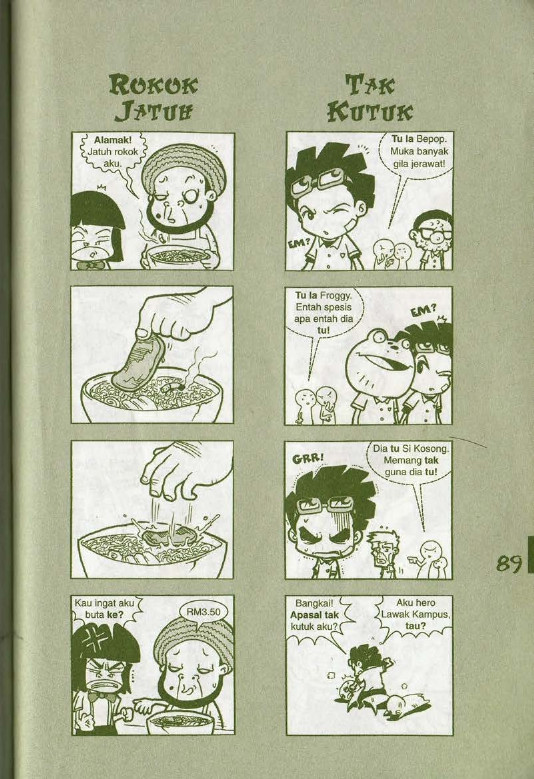 ROKOK
JATUH
Alamak!
Jatuh rokok
aku.
Kau ingat aku
buta ke?
RM3.50
TAK
KUTUK
Tu la Bepop.
Muka banyak
gila jerawat!
EM?
Tu la Froggy.
Entah spesis
apa entah dia
tu!
EM?
GRR!
Dia tu Si Kosong.
Memang tak
guna dia tu!
Bangkai!
Apasal tak
kutuk aku?
Aku hero
Lawak Kampus,
tau?
89